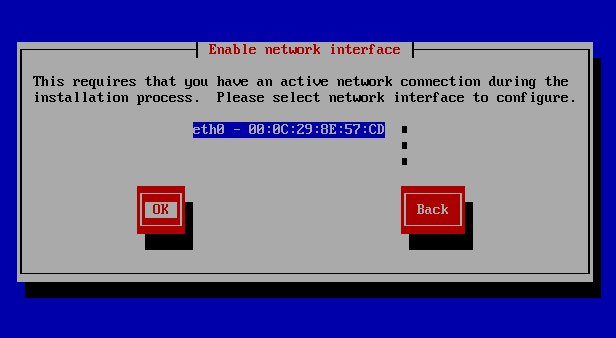 Enable network interface
This requires that you have an active network connection during the
installation process.  Please select network interface to configure.
eth0 - 00:0C:29:8E:57:CD
OK Back